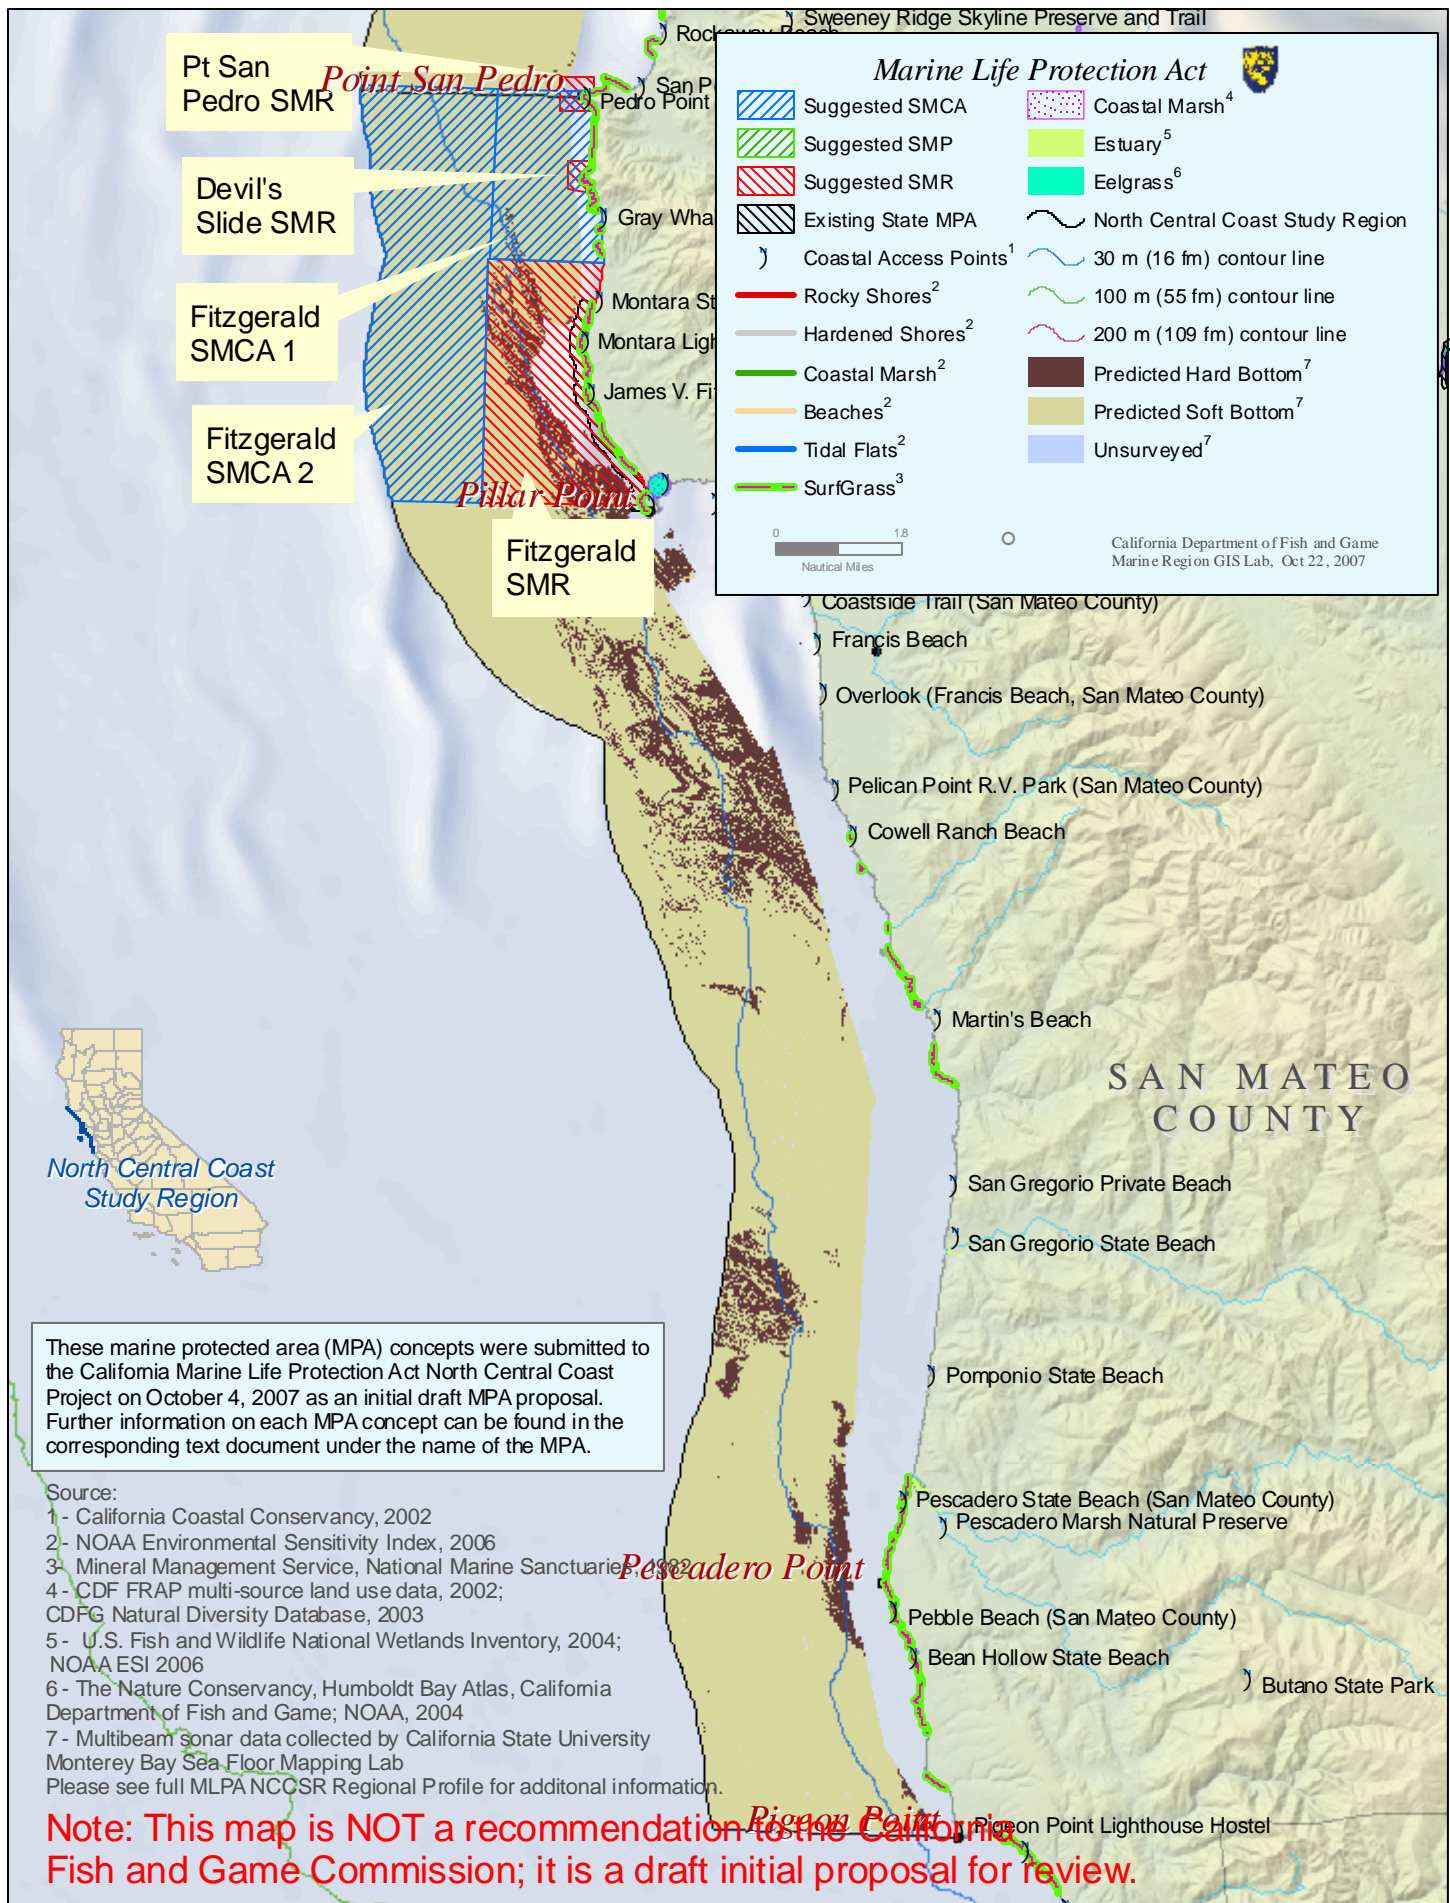 Sweeney Ridge Skyline Preserve and Trail
Rockaway Beach
Pt San
Pedro SMR
Point San Pedro
San P
Pedro Point
Devil's
Slide SMR
Gray Wha
Fitzgerald
SMCA 1
Montara St
Montara Ligh
James V. Fi
Fitzgerald
SMCA 2
Pillar Point
Fitzgerald
SMR
Marine Life Protection Act
Suggested SMCA
Suggested SMP
Suggested SMR
Existing State MPA
Coastal Access Points1
Rocky Shores2
Hardened Shores2
Coastal Marsh2
Beaches2
Tidal Flats2
SurfGrass3
Coastal Marsh4
Estuary5
Eelgrass6
North Central Coast Study Region
30 m (16 fm) contour line
100 m (55 fm) contour line
200 m (109 fm) contour line
Predicted Hard Bottom7
Predicted Soft Bottom7
Unsurveyed7
0 1.8
Nautical Miles
California Department of Fish and Game
Marine Region GIS Lab, Oct 22, 2007
Coastside Trail (San Mateo County)
Francis Beach
Overlook (Francis Beach, San Mateo County)
Pelican Point R.V. Park (San Mateo County)
Cowell Ranch Beach
Martin's Beach
SAN MATEO
COUNTY
San Gregorio Private Beach
San Gregorio State Beach
Pomponio State Beach
Pescadero State Beach (San Mateo County)
Pescadero Marsh Natural Preserve
Pescadero Point
Pebble Beach (San Mateo County)
Bean Hollow State Beach
Butano State Park
Pigeon Point
Pigeon Point Lighthouse Hostel
North Central Coast
Study Region
These marine protected area (MPA) concepts were submitted to
the California Marine Life Protection Act North Central Coast
Project on October 4, 2007 as an initial draft MPA proposal.
Further information on each MPA concept can be found in the
corresponding text document under the name of the MPA.
Source:
1 - California Coastal Conservancy, 2002
2 - NOAA Environmental Sensitivity Index, 2006
3- Mineral Management Service, National Marine Sanctuaries, 1982
4 - CDF FRAP multi-source land use data, 2002;
CDFG Natural Diversity Database, 2003
5 - U.S. Fish and Wildlife National Wetlands Inventory, 2004;
NOAA ESI 2006
6 - The Nature Conservancy, Humboldt Bay Atlas, California
Department of Fish and Game; NOAA, 2004
7 - Multibeam sonar data collected by California State University
Monterey Bay Sea Floor Mapping Lab
Please see full MLPA NCCSR Regional Profile for additonal information.
Note: This map is NOT a recommendation to the California
Fish and Game Commission; it is a draft initial proposal for review.